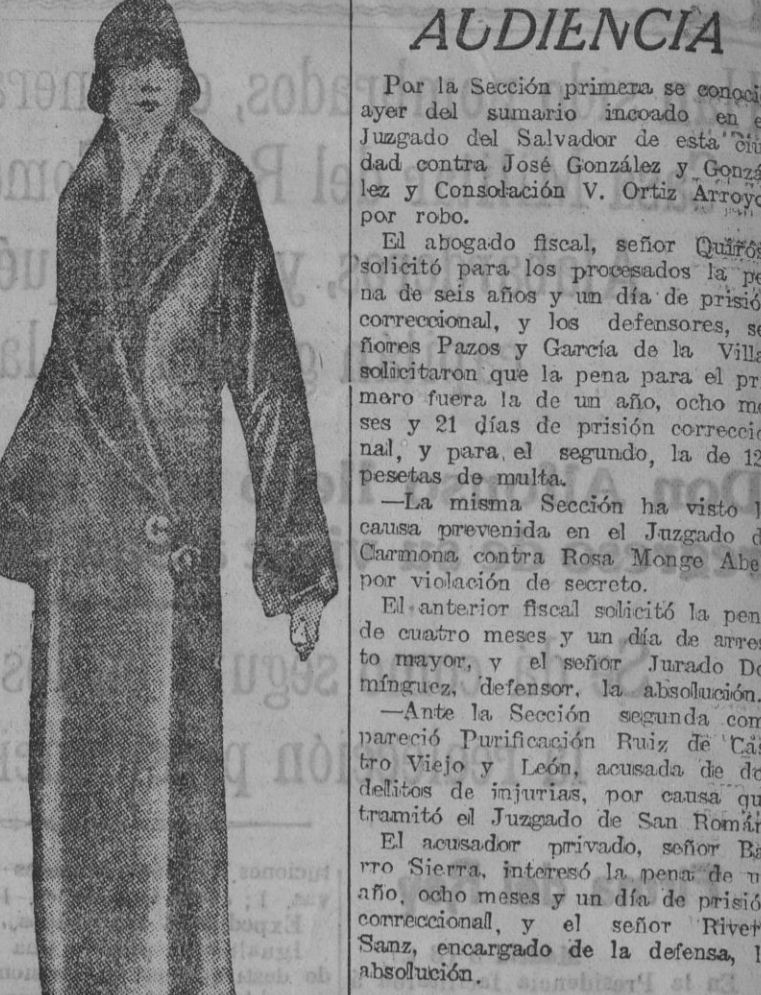 AUDIENCIA
Por la Sección primera se conoció
ayer del sumario incoado en e
Juzgado del Salvador de esta ciu
dad contra José González y Gonzá
lez y Consolación V. Ortiz Arroyo
por robo.
El abogado fiscal, señor Quirós
solicitó para los procesados la pe
na de seis años y un día de prisió
correccional, y los defensores, se
ñores Pazos y García de la Villa
solicitaron que la pena para el pri
mero fuera la de un año, ocho me
ses y 21 días de prisión correccio
nal, y para el segundo, la de 12
pesetas de multa.
—La misma Sección ha visto l
causa prevenida en el Juzgado d
Carmona contra Rosa Monge Abe
por violación de secreto.
El anterior fiscal solicitó la pen
de cuatro meses y un día de arres
to mayor, y el señor Jurado Do
mínguez, defensor, la absolución.
—Ante la Sección segunda com
pareció Purificación Ruiz de Cas
tro Viejo y León, acusada de do
delitos de injurias, por causa qu
tramitó el Juzgado de San Román
El acusador privado, señor Ba
rro Sierra, interesó la pena de u
año, ocho meses y un día de prisió
correccional, y el señor River
Sanz, encargado de la defensa, l
absolución.